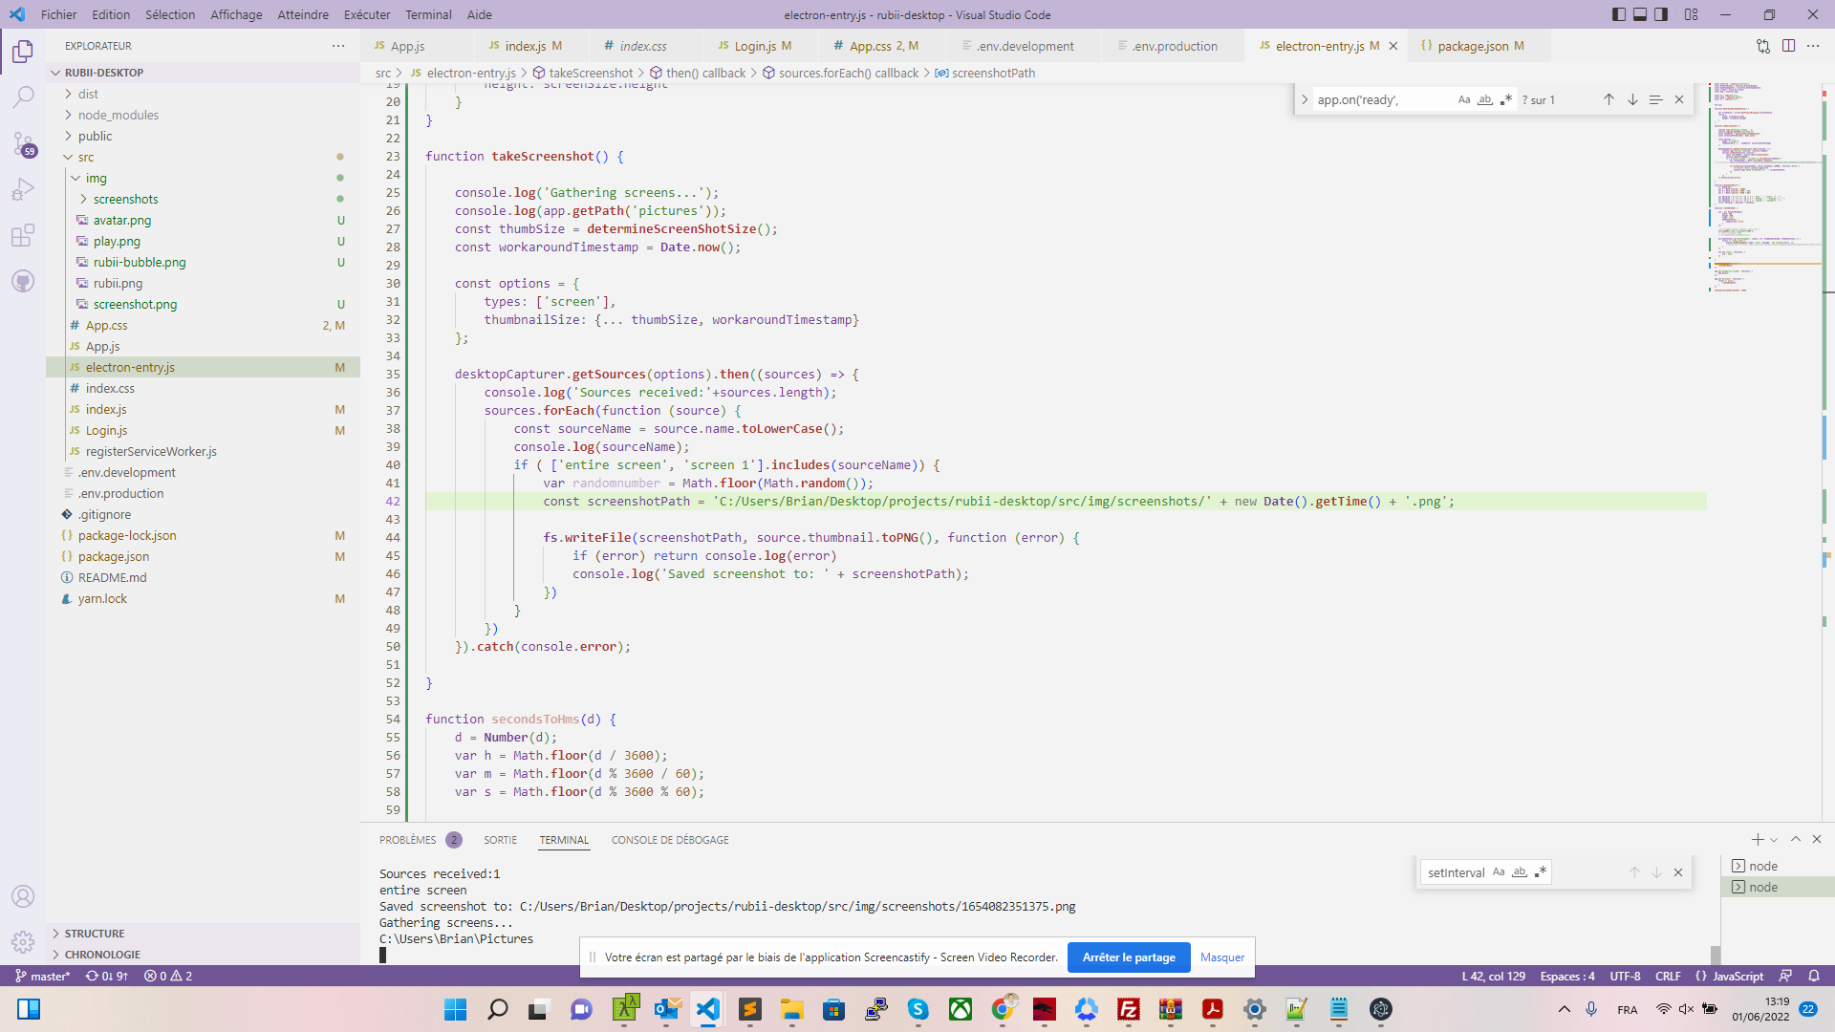 Fichier Edition Sélection Affichage Atteindre Exécuter Terminal Aide
electron-entry.js - rubii-desktop - Visual Studio Code
EXPLORATEUR
App.js
index.js M
index.css
Login.js M
App.css 2, M
.env.development
.env.production
electron-entry.js M
package.json M
RUBII-DESKTOP
dist
node_modules
public
src
img
screenshots
avatar.png U
play.png U
rubii-bubble.png U
rubii.png
screenshot.png U
App.css 2, M
App.js
electron-entry.js M
index.css
index.js M
Login.js M
registerServiceWorker.js
.env.development
.env.production
.gitignore
package-lock.json M
package.json M
README.md
yarn.lock M
STRUCTURE
CHRONOLOGIE
59
src > electron-entry.js > takeScreenshot > then() callback > sources.forEach() callback > screenshotPath
app.on('ready', ? sur 1
19 height: screenSize.height
20 }
21 }
22
23 function takeScreenshot() {
24
25 console.log('Gathering screens...');
26 console.log(app.getPath('pictures'));
27 const thumbSize = determineScreenShotSize();
28 const workaroundTimestamp = Date.now();
29
30 const options = {
31 types: ['screen'],
32 thumbnailSize: {... thumbSize, workaroundTimestamp}
33 };
34
35 desktopCapturer.getSources(options).then((sources) => {
36 console.log('Sources received:'+sources.length);
37 sources.forEach(function (source) {
38 const sourceName = source.name.toLowerCase();
39 console.log(sourceName);
40 if ( ['entire screen', 'screen 1'].includes(sourceName)) {
41 var randomnumber = Math.floor(Math.random());
42 const screenshotPath = 'C:/Users/Brian/Desktop/projects/rubii-desktop/src/img/screenshots/' + new Date().getTime() + '.png';
43
44 fs.writeFile(screenshotPath, source.thumbnail.toPNG(), function (error) {
45 if (error) return console.log(error)
46 console.log('Saved screenshot to: ' + screenshotPath);
47 })
48 }
49 })
50 }).catch(console.error);
51
52 }
53
54 function secondsToHms(d) {
55 d = Number(d);
56 var h = Math.floor(d / 3600);
57 var m = Math.floor(d % 3600 / 60);
58 var s = Math.floor(d % 3600 % 60);
59
PROBLÈMES 2 SORTIE TERMINAL CONSOLE DE DÉBOGAGE
Sources received:1
entire screen
Saved screenshot to: C:/Users/Brian/Desktop/projects/rubii-desktop/src/img/screenshots/1654082351375.png
Gathering screens...
C:\Users\Brian\Pictures
setInterval
node
node
Votre écran est partagé par le biais de l'application Screencastify - Screen Video Recorder. Arrêter le partage Masquer
master* 0↓ 9↑ 0 2
L 42, col 129 Espaces : 4 UTF-8 CRLF JavaScript
FRA
13:19
01/06/2022
22